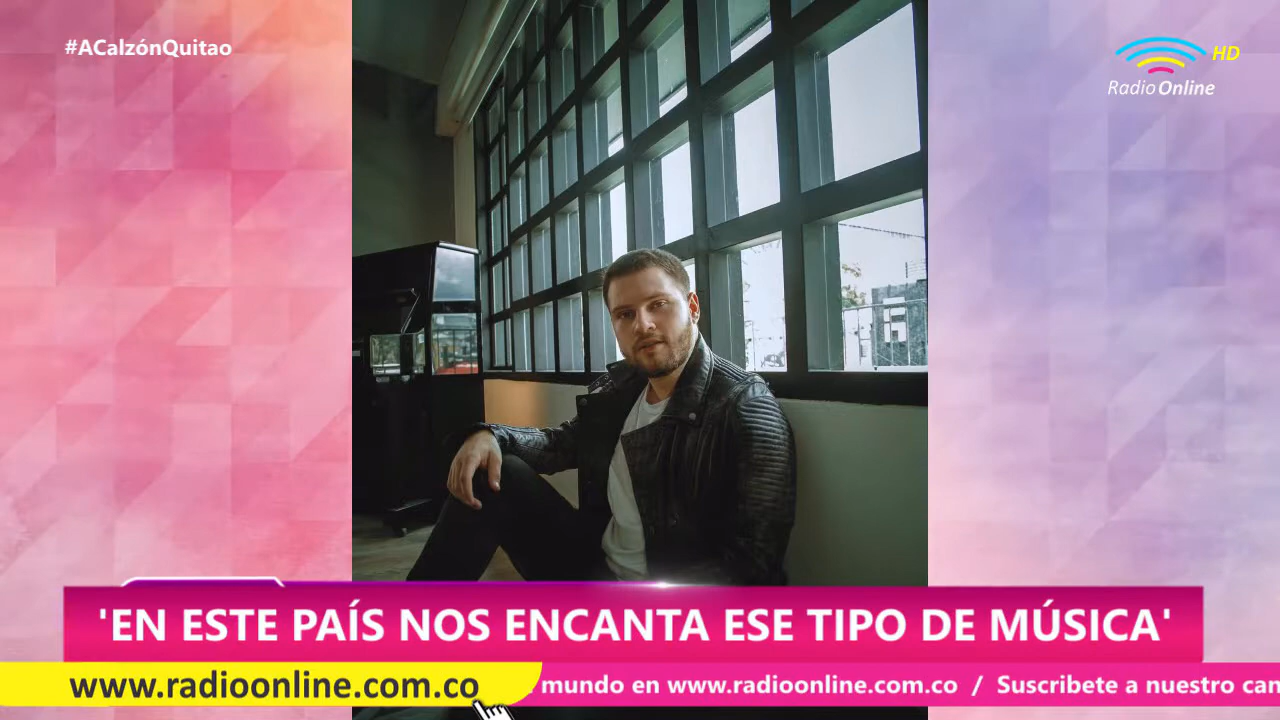 #ACalzónQuitao
HD
Radio Online
'EN ESTE PAÍS NOS ENCANTA ESE TIPO DE MÚSICA'
www.radioonline.com.co
mundo en www.radioonline.com.co / Suscribete a nuestro can